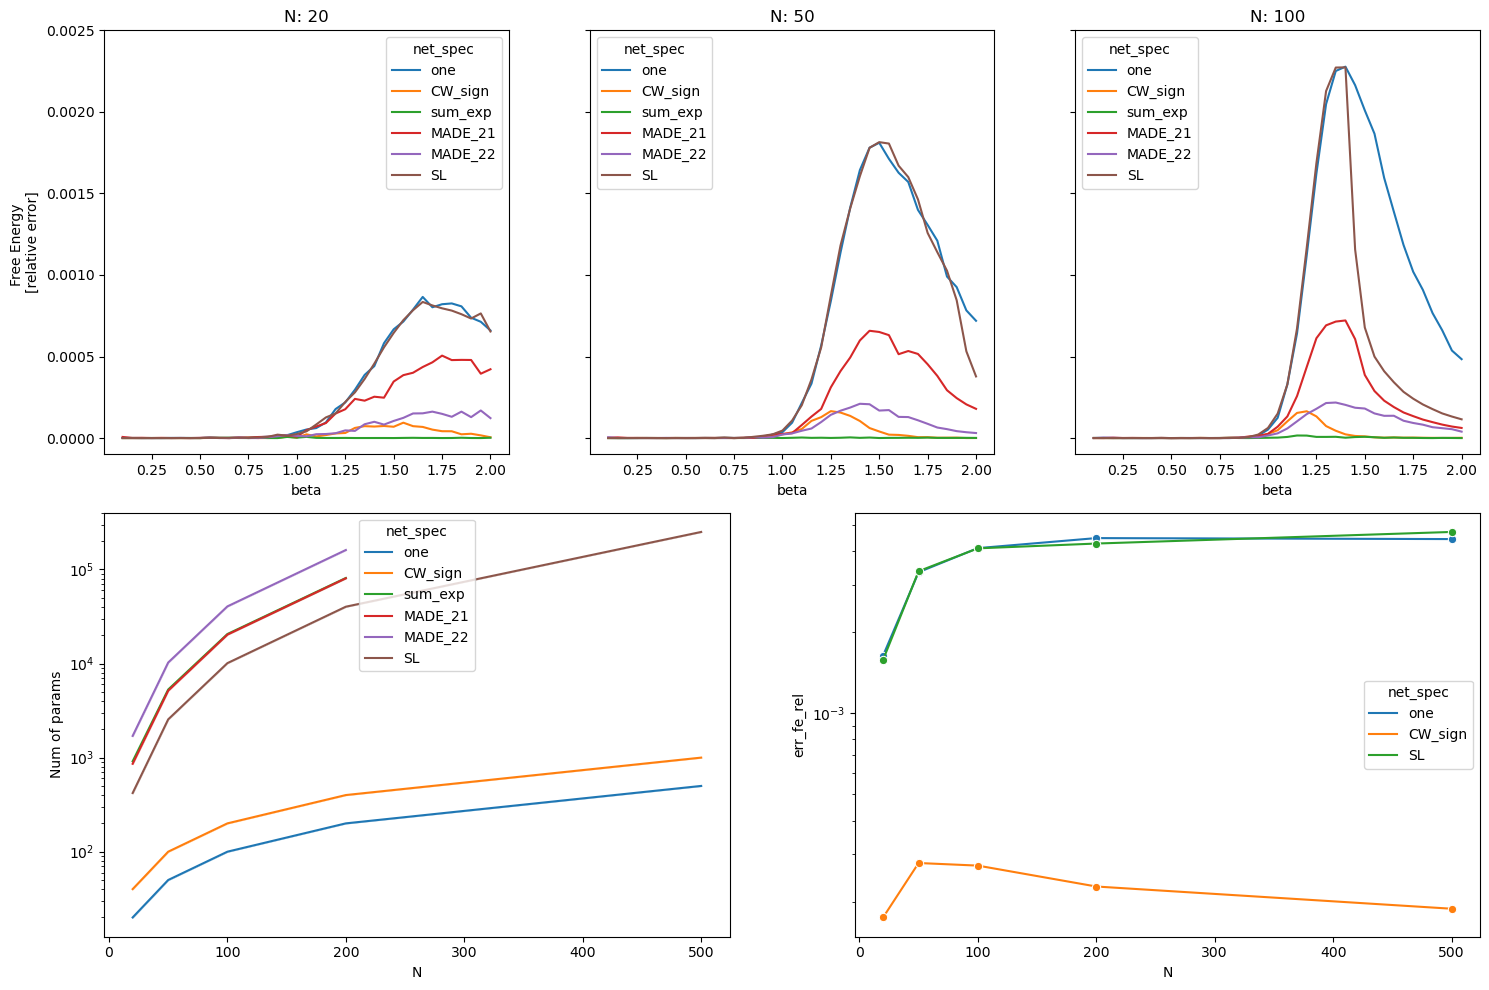 N: 20
N: 50
N: 100
Free Energy
[relative error]
0.0025
0.0020
0.0015
0.0010
0.0005
0.0000
net_spec
one
CW_sign
sum_exp
MADE_21
MADE_22
SL
net_spec
one
CW_sign
sum_exp
MADE_21
MADE_22
SL
net_spec
one
CW_sign
sum_exp
MADE_21
MADE_22
SL
0.25 0.50 0.75 1.00 1.25 1.50 1.75 2.00
beta
0.25 0.50 0.75 1.00 1.25 1.50 1.75 2.00
beta
0.25 0.50 0.75 1.00 1.25 1.50 1.75 2.00
beta
Num of params
10^5
10^4
10^3
10^2
net_spec
one
CW_sign
sum_exp
MADE_21
MADE_22
SL
0 100 200 300 400 500
N
err_fe_rel
10^−3
net_spec
one
CW_sign
SL
0 100 200 300 400 500
N